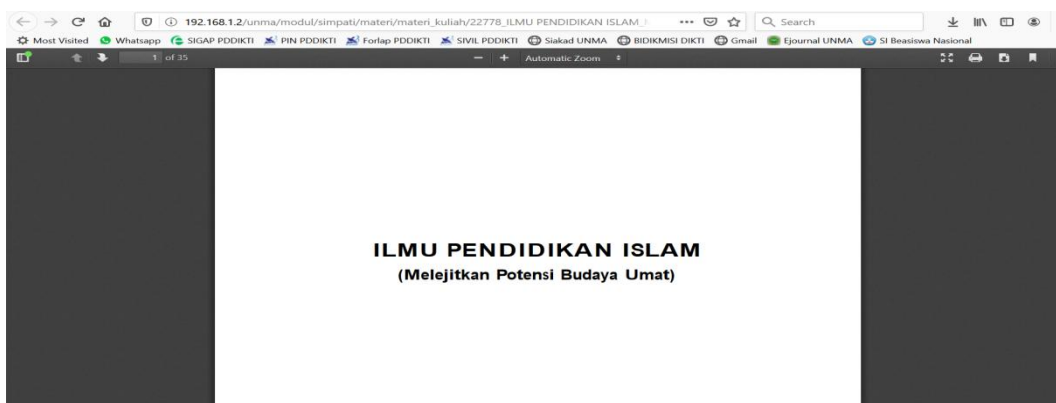 192.168.1.2/unma/modul/simpati/materi/materi_kuliah/22778_ILMU PENDIDIKAN ISLAM_
Search
Most Visited Whatsapp SIGAP PDDIKTI PIN PDDIKTI Forlap PDDIKTI SIVIL PDDIKTI Siakad UNMA BIDIKMISI DIKTI Gmail Ejournal UNMA SI Beasiswa Nasional
1 of 35 Automatic Zoom
ILMU PENDIDIKAN ISLAM
(Melejitkan Potensi Budaya Umat)